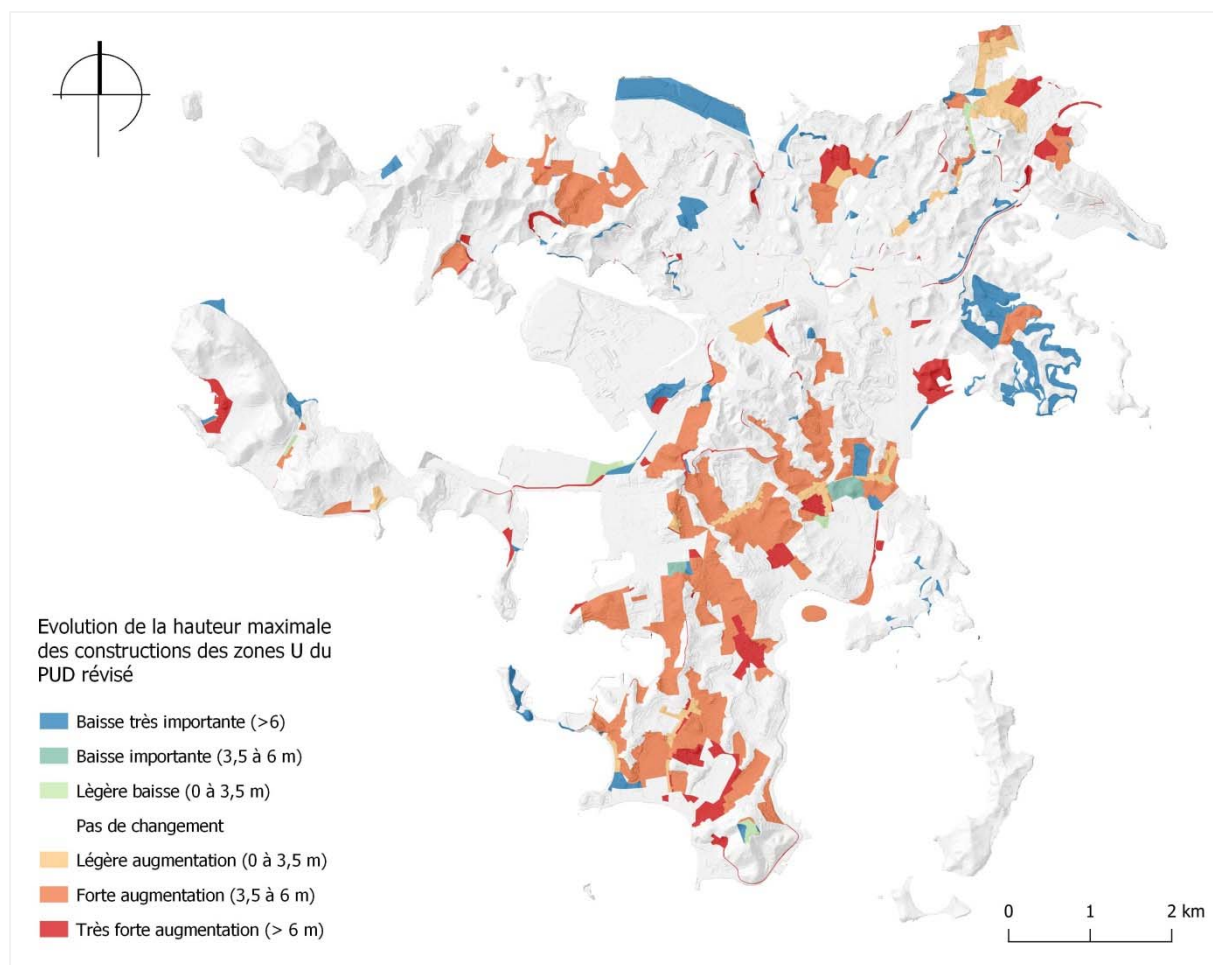 Evolution de la hauteur maximale
des constructions des zones U du
PUD révisé
Baisse très importante (>6)
Baisse importante (3,5 à 6 m)
Lègère baisse (0 à 3,5 m)
Pas de changement
Légère augmentation (0 à 3,5 m)
Forte augmentation (3,5 à 6 m)
Très forte augmentation (> 6 m)
0 1 2 km